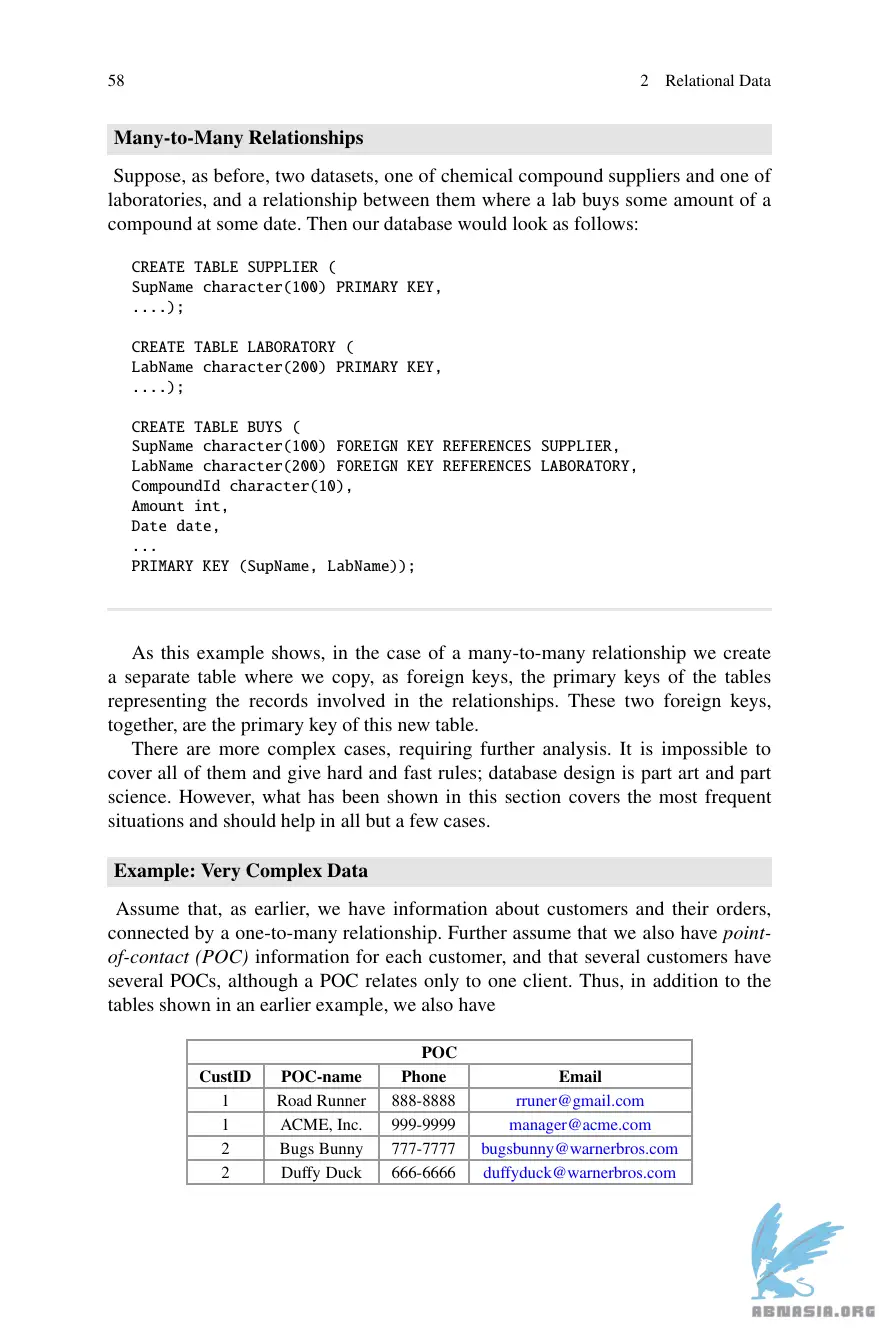 58
2 Relational Data
Many-to-Many Relationships
Suppose, as before, two datasets, one of chemical compound suppliers and one of
laboratories, and a relationship between them where a lab buys some amount of a
compound at some date. Then our database would look as follows:
CREATE TABLE SUPPLIER (
SupName character(100) PRIMARY KEY,
....);
CREATE TABLE LABORATORY (
LabName character(200) PRIMARY KEY,
....);
CREATE TABLE BUYS (
SupName character(100) FOREIGN KEY REFERENCES SUPPLIER,
LabName character(200) FOREIGN KEY REFERENCES LABORATORY,
CompoundId character(10),
Amount int,
Date date,
...
PRIMARY KEY (SupName, LabName));
As this example shows, in the case of a many-to-many relationship we create
a separate table where we copy, as foreign keys, the primary keys of the tables
representing the records involved in the relationships. These two foreign keys,
together, are the primary key of this new table.
There are more complex cases, requiring further analysis. It is impossible to
cover all of them and give hard and fast rules; database design is part art and part
science. However, what has been shown in this section covers the most frequent
situations and should help in all but a few cases.
Example: Very Complex Data
Assume that, as earlier, we have information about customers and their orders,
connected by a one-to-many relationship. Further assume that we also have point-
of-contact (POC) information for each customer, and that several customers have
several POCs, although a POC relates only to one client. Thus, in addition to the
tables shown in an earlier example, we also have
POC
CustID POC-name Phone Email
1 Road Runner 888-8888 rruner@gmail.com
1 ACME, Inc. 999-9999 manager@acme.com
2 Bugs Bunny 777-7777 bugsbunny@warnerbros.com
2 Duffy Duck 666-6666 duffyduck@warnerbros.com
ABNASIA.ORG